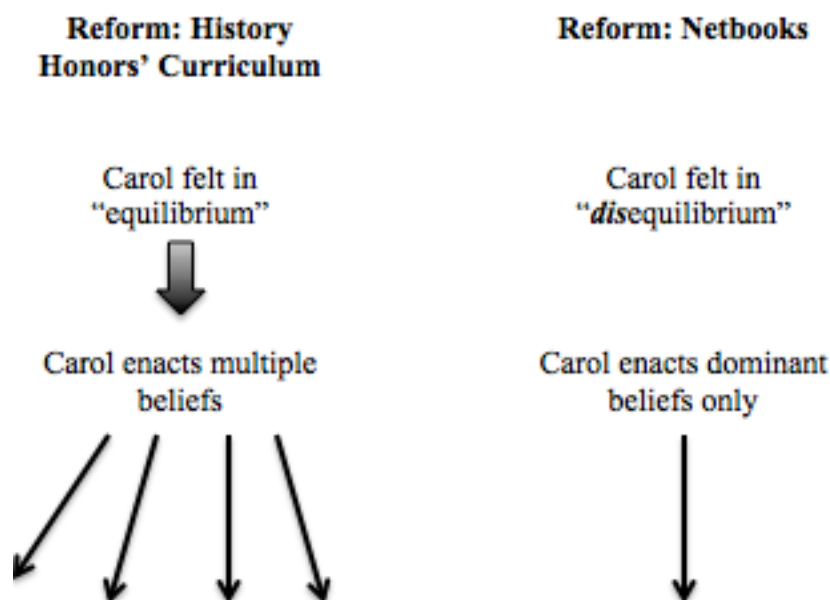 Reform: History
Honors’ Curriculum
Carol felt in
“equilibrium”
Carol enacts multiple
beliefs
Reform: Netbooks
Carol felt in
“disequilibrium”
Carol enacts dominant
beliefs only